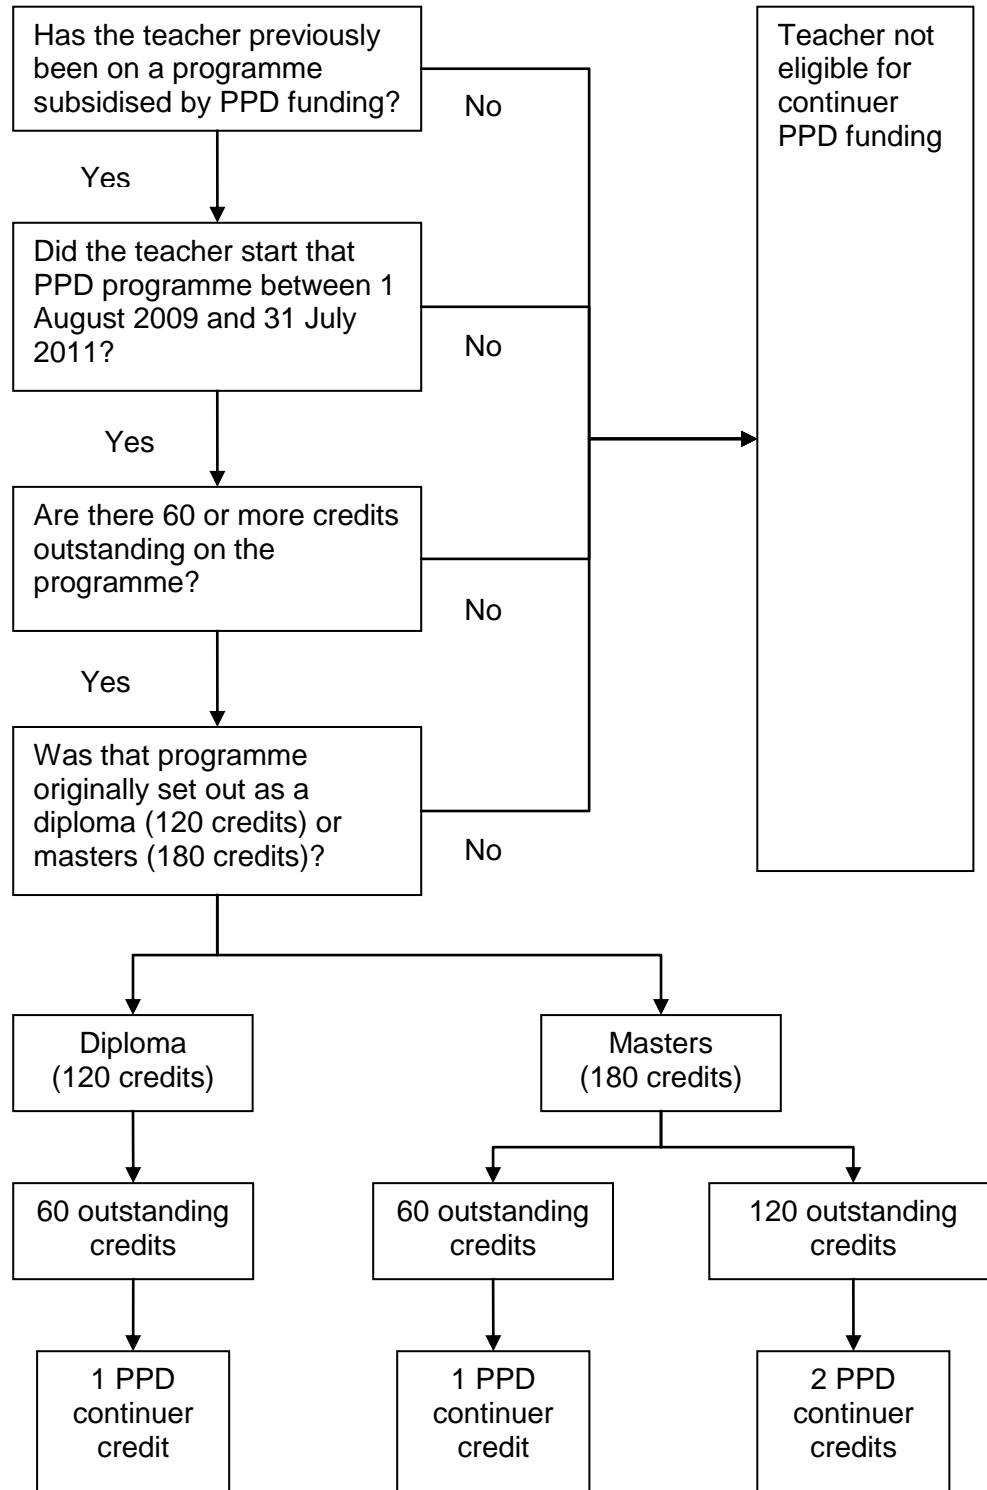 Has the teacher previously
been on a programme
subsidised by PPD funding?
No
Teacher not
eligible for
continuer
PPD funding
Yes
Did the teacher start that
PPD programme between 1
August 2009 and 31 July
2011?
No
Yes
Are there 60 or more credits
outstanding on the
programme?
No
Yes
Was that programme
originally set out as a
diploma (120 credits) or
masters (180 credits)?
No
Diploma
(120 credits)
Masters
(180 credits)
60 outstanding
credits
60 outstanding
credits
120 outstanding
credits
1 PPD
continuer
credit
1 PPD
continuer
credit
2 PPD
continuer
credits